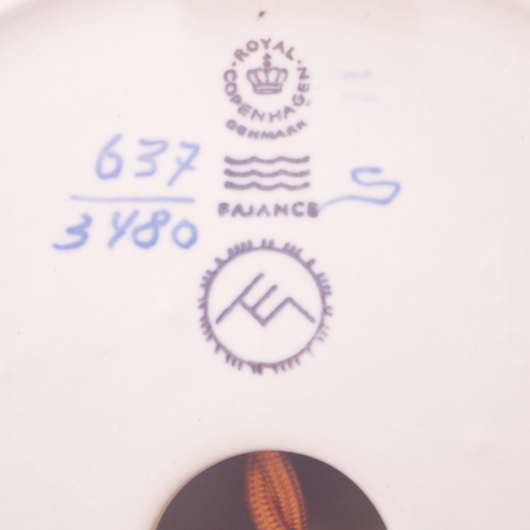 ROYAL
COPENHAGEN
DENMARK
FAJANCE
637
3480
S